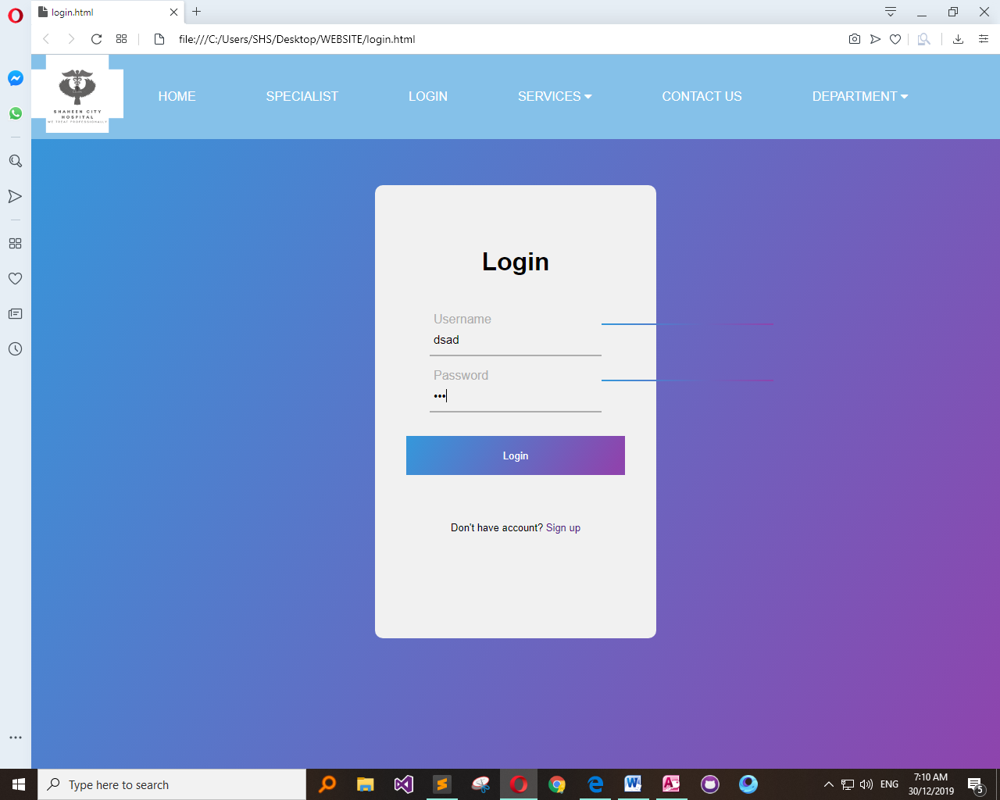 login.html
file:///C:/Users/SHS/Desktop/WEBSITE/login.html
SHAHEEN CITY
HOSPITAL
WE TREAT PROFESSIONALLY
HOME
SPECIALIST
LOGIN
SERVICES
CONTACT US
DEPARTMENT
Login
Username
dsad
Password
•••
Login
Don't have account? Sign up
Type here to search
ENG
7:10 AM
30/12/2019
5